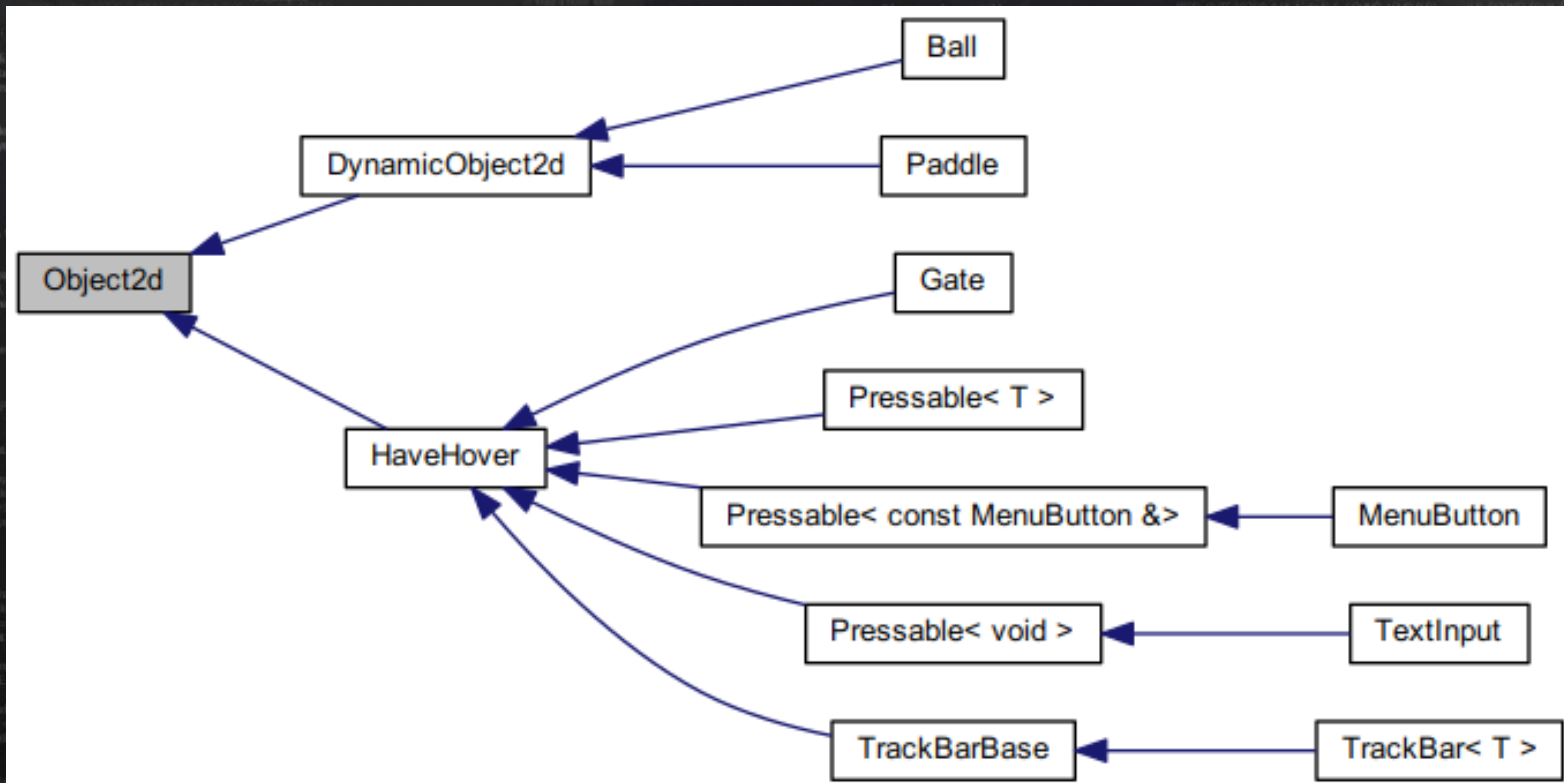 Ball
DynamicObject2d
Paddle
Object2d
Gate
Pressable< T >
HaveHover
Pressable< const MenuButton &>
MenuButton
Pressable< void >
TextInput
TrackBarBase
TrackBar< T >